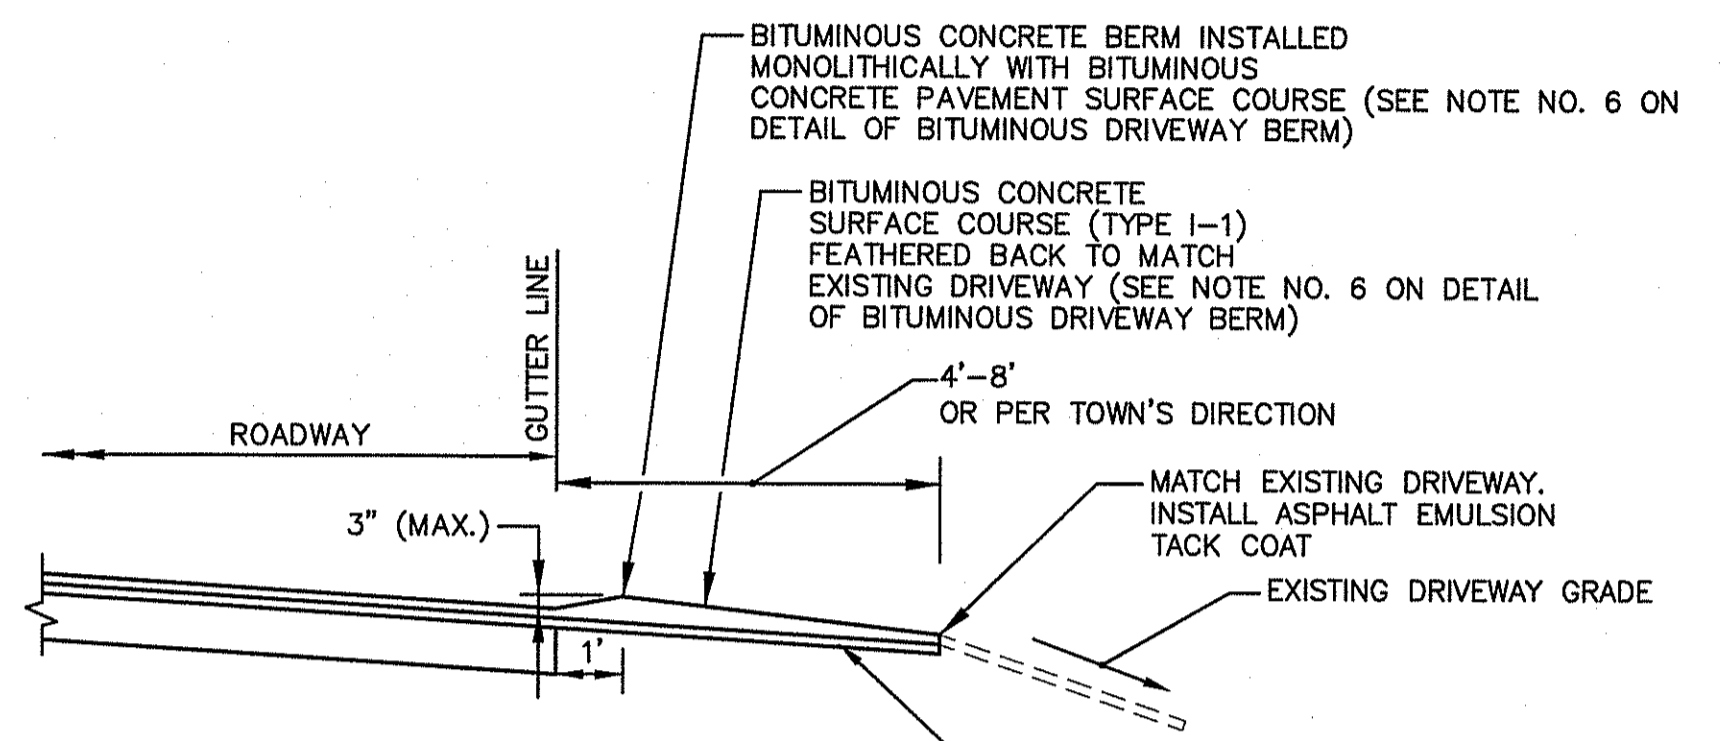 BITUMINOUS CONCRETE BERM INSTALLED
MONOLITHICALLY WITH BITUMINOUS
CONCRETE PAVEMENT SURFACE COURSE (SEE NOTE NO. 6 ON
DETAIL OF BITUMINOUS DRIVEWAY BERM)
BITUMINOUS CONCRETE
SURFACE COURSE (TYPE I-1)
FEATHERED BACK TO MATCH
EXISTING DRIVEWAY (SEE NOTE NO. 6 ON DETAIL
OF BITUMINOUS DRIVEWAY BERM)
GUTTER LINE
4'-8'
OR PER TOWN'S DIRECTION
ROADWAY
MATCH EXISTING DRIVEWAY.
INSTALL ASPHALT EMULSION
TACK COAT
3" (MAX.)
EXISTING DRIVEWAY GRADE
1'